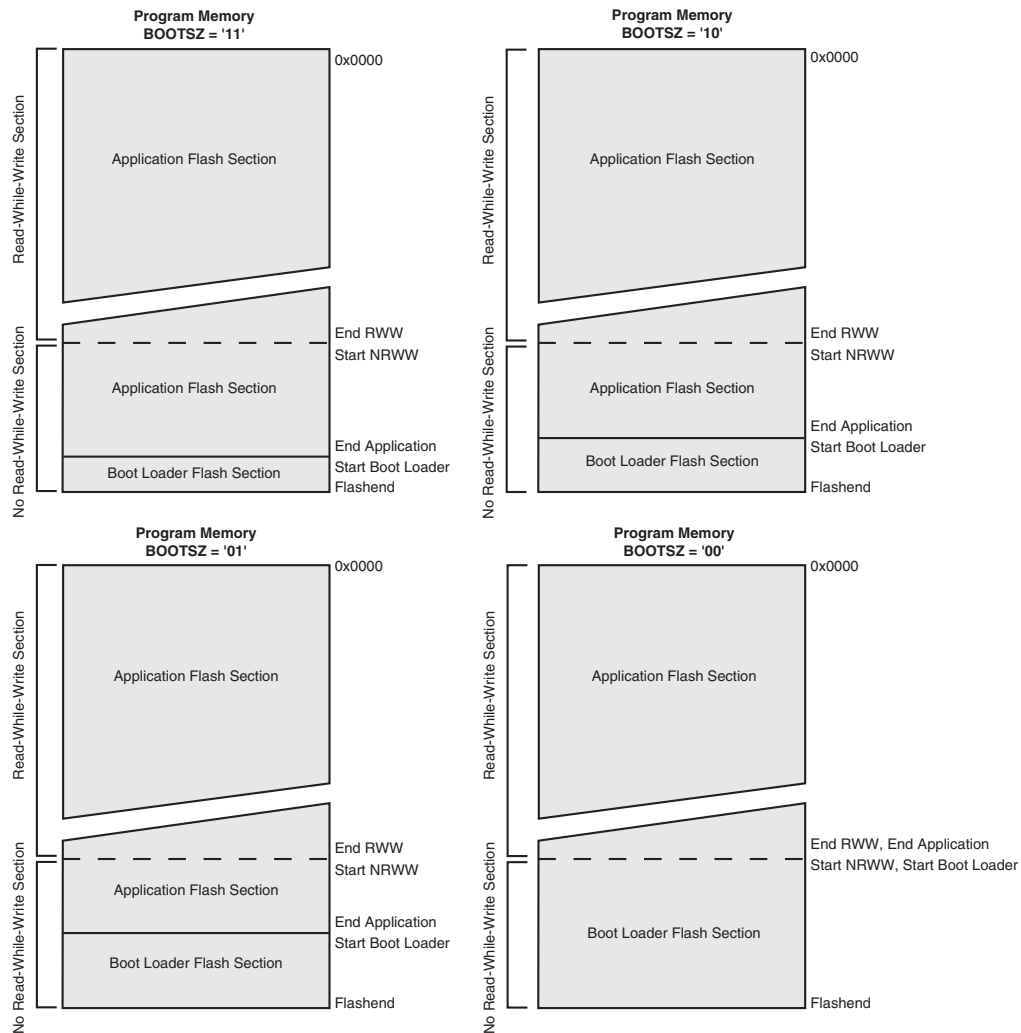 Program Memory
BOOTSZ = '11'
0x0000
Read-While-Write Section
Application Flash Section
End RWW
Start NRWW
No Read-While-Write Section
Application Flash Section
End Application
Start Boot Loader
Boot Loader Flash Section
Flashend
Program Memory
BOOTSZ = '10'
0x0000
Read-While-Write Section
Application Flash Section
End RWW
Start NRWW
No Read-While-Write Section
Application Flash Section
End Application
Start Boot Loader
Boot Loader Flash Section
Flashend
Program Memory
BOOTSZ = '01'
0x0000
Read-While-Write Section
Application Flash Section
End RWW
Start NRWW
No Read-While-Write Section
Application Flash Section
End Application
Start Boot Loader
Boot Loader Flash Section
Flashend
Program Memory
BOOTSZ = '00'
0x0000
Read-While-Write Section
Application Flash Section
End RWW, End Application
Start NRWW, Start Boot Loader
No Read-While-Write Section
Boot Loader Flash Section
Flashend